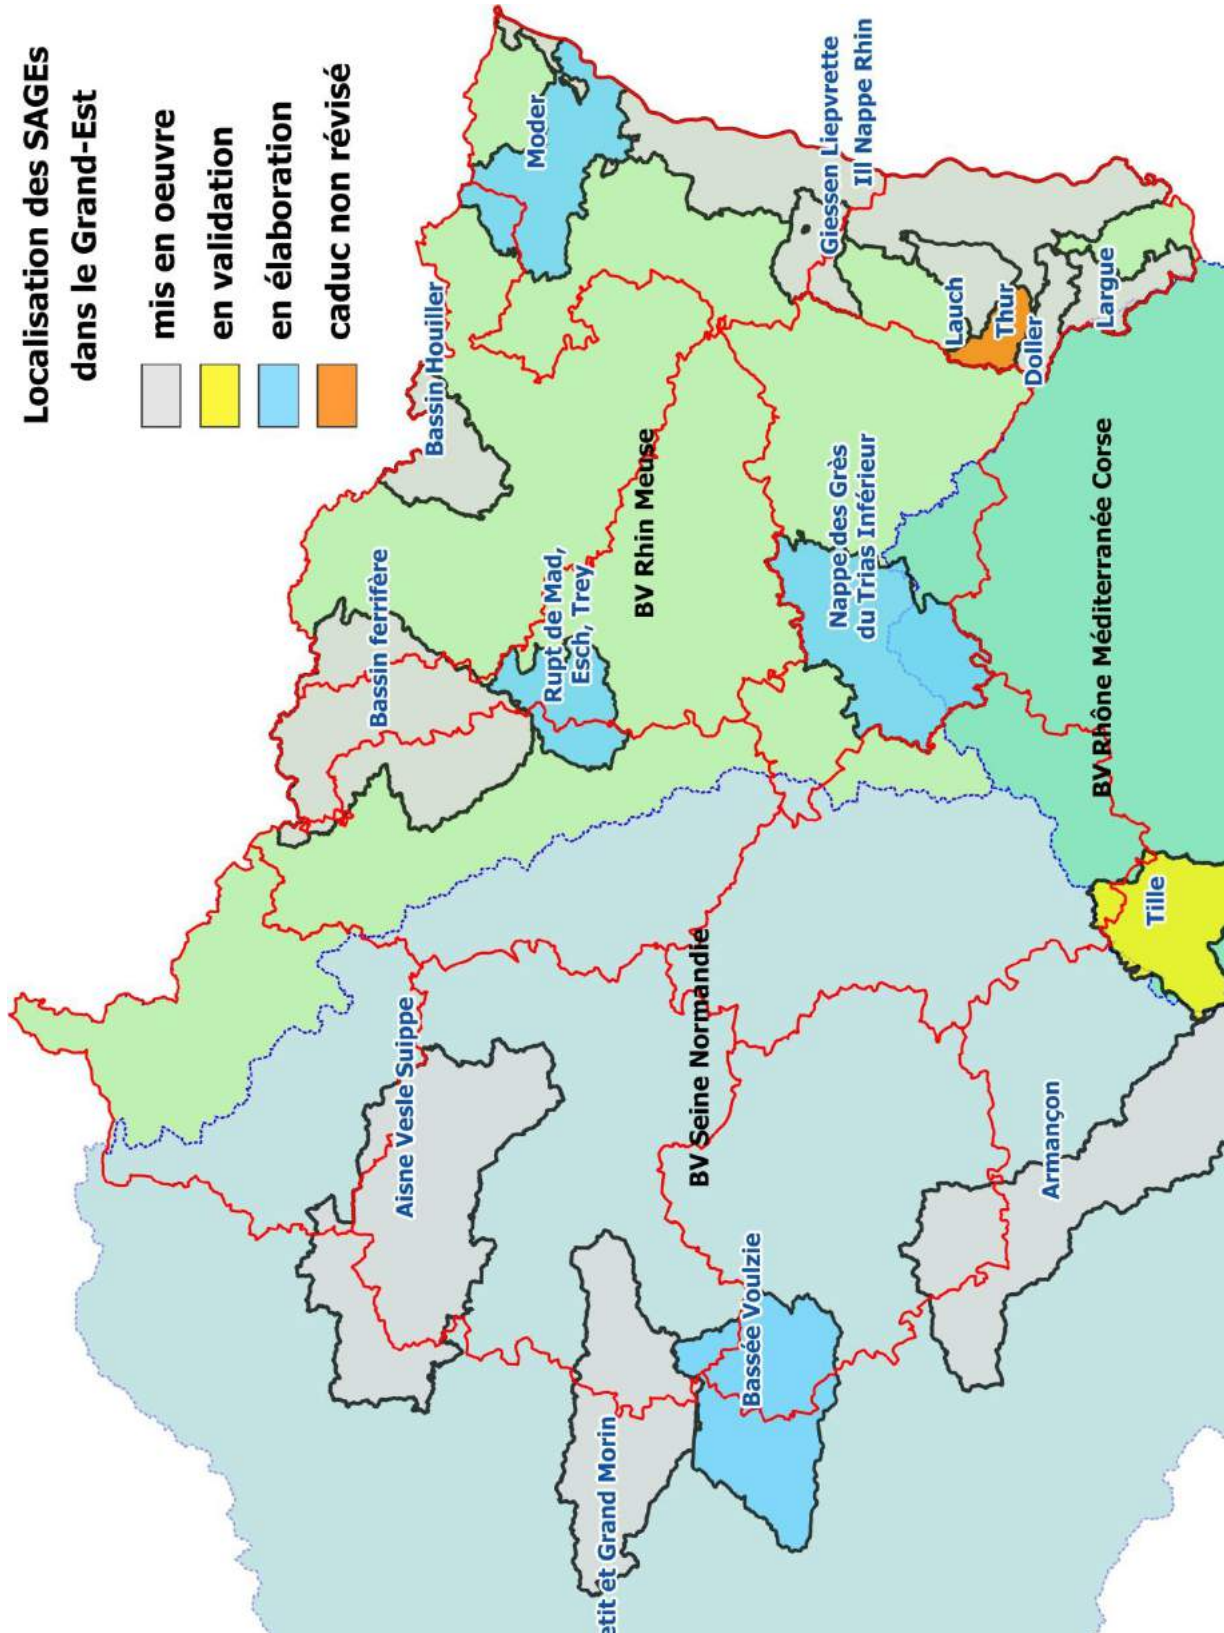 Localisation des SAGEs
dans le Grand-Est
mis en oeuvre
en validation
en élaboration
caduc non révisé
Moder
Bassin Houiller
Giessen Liepvrette
Ill Nappe Rhin
Lauch
Thur
Doller
Largue
Bassin ferrifère
Rupt de Mad,
Esch, Trey
BV Rhin Meuse
Nappe des Grès
du Trias Inférieur
BV Rhône Méditerranée Corse
Tille
Aisne Vesle Suippe
BV Seine Normandie
Armançon
Bassée Voulzie
etit et Grand Morin